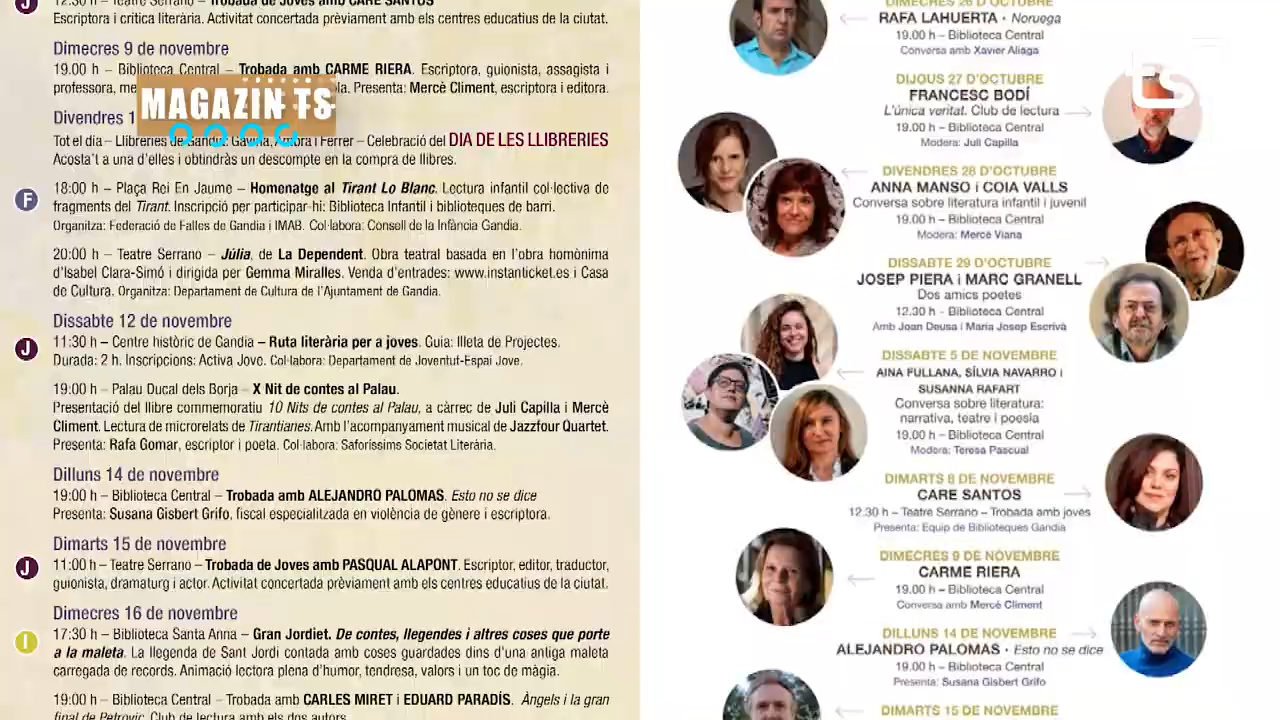 J
12:30 h – Teatre Serrano – Trobada de Joves amb CARE SANTOS
Escriptora i crítica literària. Activitat concertada prèviament amb els centres educatius de la ciutat.
Dimecres 9 de novembre
19.00 h – Biblioteca Central – Trobada amb CARME RIERA. Escriptora, guionista, assagista i
professora, la. Presenta: Mercè Climent, escriptora i editora.
MAGAZIN TS
Divendres 1
Tot el dia – Llibreries de Gandia: i Ferrer – Celebració del DIA DE LES LLIBRERIES
Acosta't a una d'elles i obtindràs un descompte en la compra de llibres.
F
18:00 h – Plaça Rei En Jaume – Homenatge al Tirant Lo Blanc. Lectura infantil col·lectiva de
fragments del Tirant. Inscripció per participar-hi: Biblioteca Infantil i biblioteques de barri.
Organitza: Federació de Falles de Gandia i IMAB. Col·labora: Consell de la Infància Gandia.
20:00 h – Teatre Serrano – Júlia, de La Dependent. Obra teatral basada en l'obra homònima
d'Isabel Clara-Simó i dirigida per Gemma Miralles. Venda d'entrades: www.instanticket.es i Casa
de Cultura. Organitza: Departament de Cultura de l'Ajuntament de Gandia.
Dissabte 12 de novembre
J
11:30 h – Centre històric de Gandia – Ruta literària per a joves. Guia: Illeta de Projectes.
Durada: 2 h. Inscripcions: Activa Jove. Col·labora: Departament de Joventut-Espai Jove.
19:00 h – Palau Ducal dels Borja – X Nit de contes al Palau.
Presentació del llibre commemoratiu 10 Nits de contes al Palau, a càrrec de Juli Capilla i Mercè
Climent. Lectura de microrelats de Tirantianes. Amb l'acompanyament musical de Jazzfour Quartet.
Presenta: Rafa Gomar, escriptor i poeta. Col·labora: Saforíssims Societat Literària.
Dilluns 14 de novembre
19:00 h – Biblioteca Central – Trobada amb ALEJANDRO PALOMAS. Esto no se dice
Presenta: Susana Gisbert Grifo, fiscal especialitzada en violència de gènere i escriptora.
Dimarts 15 de novembre
J
11:00 h – Teatre Serrano – Trobada de Joves amb PASQUAL ALAPONT. Escriptor, editor, traductor,
guionista, dramaturg i actor. Activitat concertada prèviament amb els centres educatius de la ciutat.
Dimecres 16 de novembre
I
17:30 h – Biblioteca Santa Anna – Gran Jordiet. De contes, llegendes i altres coses que porte
a la maleta. La llegenda de Sant Jordi contada amb coses guardades dins d'una antiga maleta
carregada de records. Animació lectora plena d'humor, tendresa, valors i un toc de màgia.
19:00 h – Biblioteca Central – Trobada amb CARLES MIRET i EDUARD PARADÍS. Àngels i la gran
final de Petrovic. Club de lectura amb els dos autors.
DIMECRES 26 D'OCTUBRE
RAFA LAHUERTA · Noruega
19.00 h – Biblioteca Central
Conversa amb Xavier Aliaga
ts
DIJOUS 27 D'OCTUBRE
FRANCESC BODÍ
L'única veritat. Club de lectura
19.00 h – Biblioteca Central
Modera: Juli Capilla
DIVENDRES 28 D'OCTUBRE
ANNA MANSO i COIA VALLS
Conversa sobre literatura infantil i juvenil
19.00 h – Biblioteca Central
Modera: Mercè Viana
DISSABTE 29 D'OCTUBRE
JOSEP PIERA i MARC GRANELL
Dos amics poetes
12.30 h - Biblioteca Central
Amb Joan Deusa i Maria Josep Escrivà
DISSABTE 5 DE NOVEMBRE
AINA FULLANA, SÍLVIA NAVARRO i
SUSANNA RAFART
Conversa sobre literatura:
narrativa, teatre i poesia
19.00 h – Biblioteca Central
Modera: Teresa Pascual
DIMARTS 8 DE NOVEMBRE
CARE SANTOS
12.30 h – Teatre Serrano – Trobada amb joves
Presenta: Equip de Biblioteques Gandia
DIMECRES 9 DE NOVEMBRE
CARME RIERA
19.00 h – Biblioteca Central
Conversa amb Mercè Climent
DILLUNS 14 DE NOVEMBRE
ALEJANDRO PALOMAS · Esto no se dice
19.00 h – Biblioteca Central
Presenta: Susana Gisbert Grifo
DIMARTS 15 DE NOVEMBRE